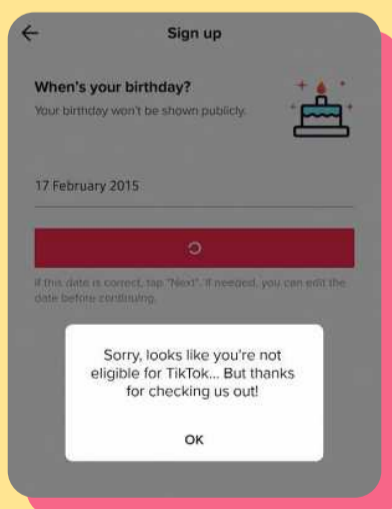 Sign up
When's your birthday?
Your birthday won't be shown publicly.
17 February 2015
If this date is correct, tap "Next". If needed, you can edit the
date before continuing.
Sorry, looks like you're not
eligible for TikTok... But thanks
for checking us out!
OK